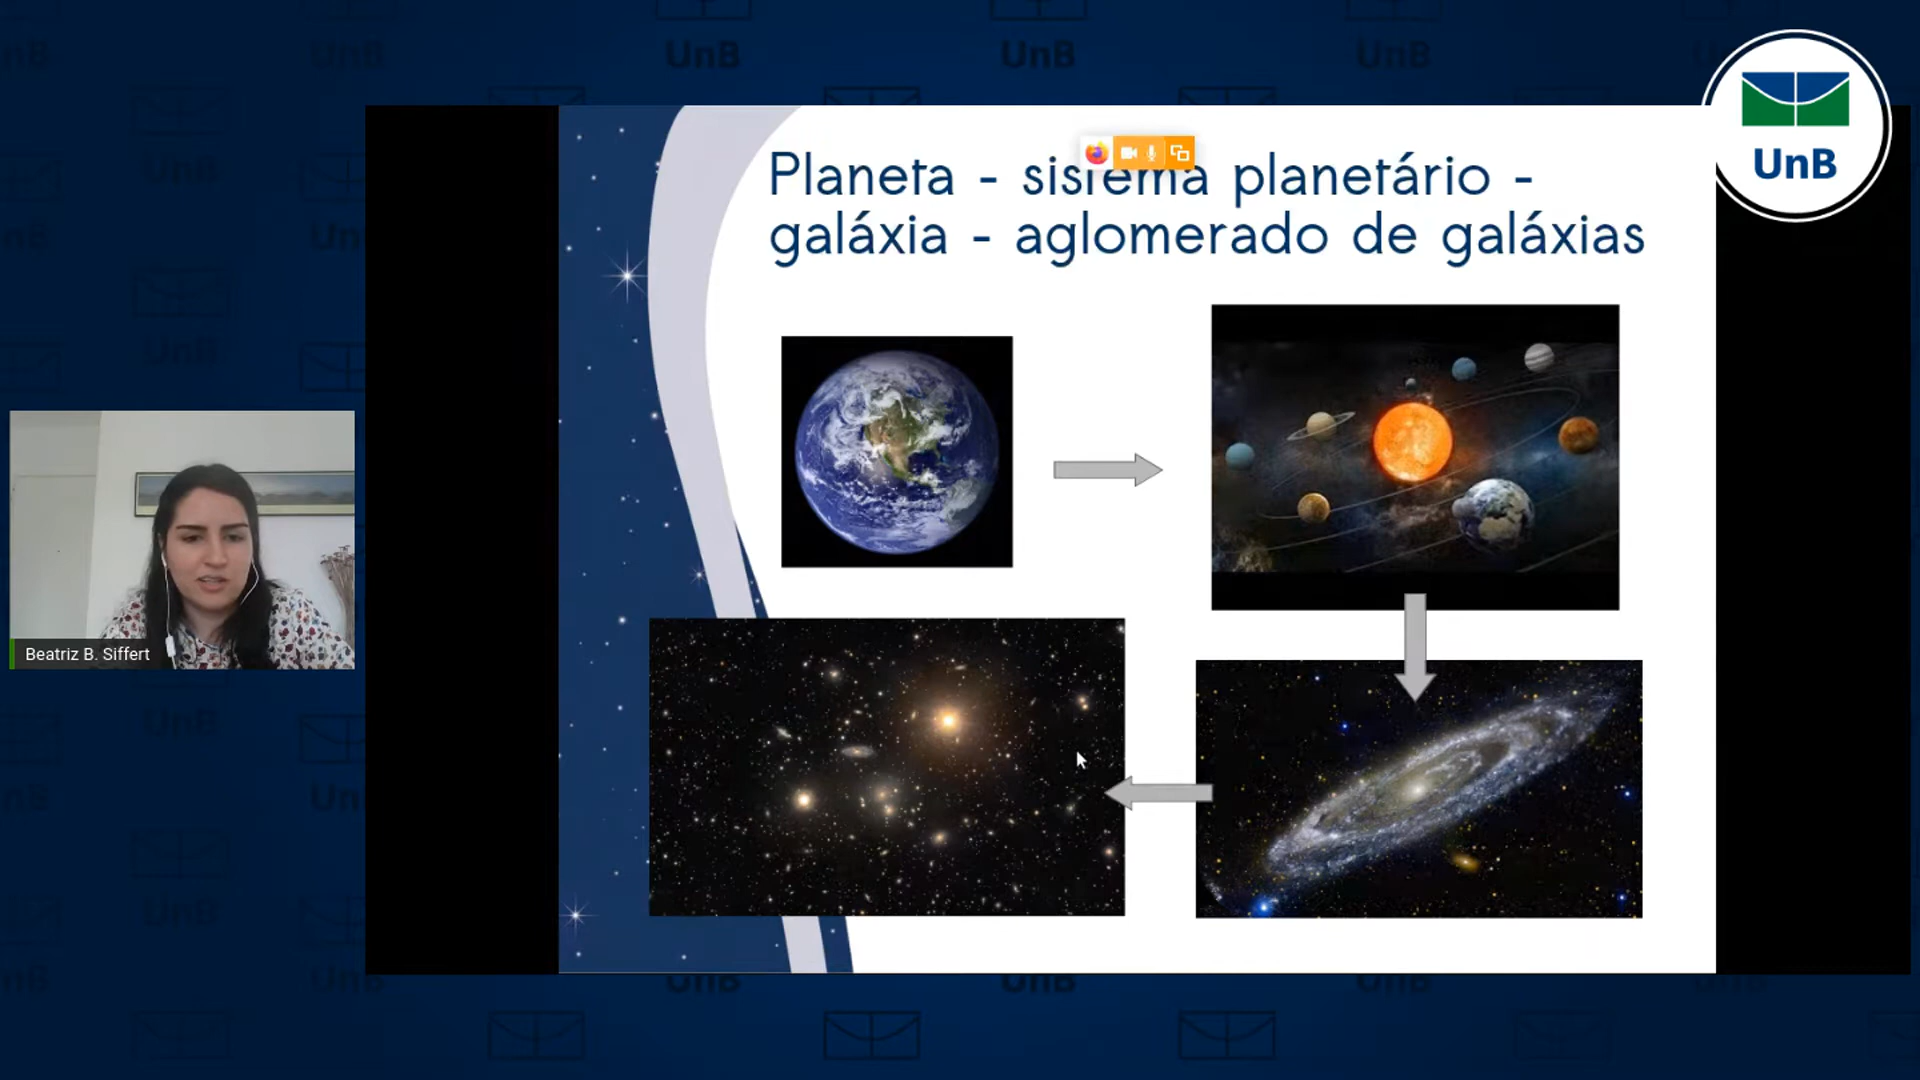 UnB
Planeta - sistema planetário -
galáxia - aglomerado de galáxias
Beatriz B. Siffert